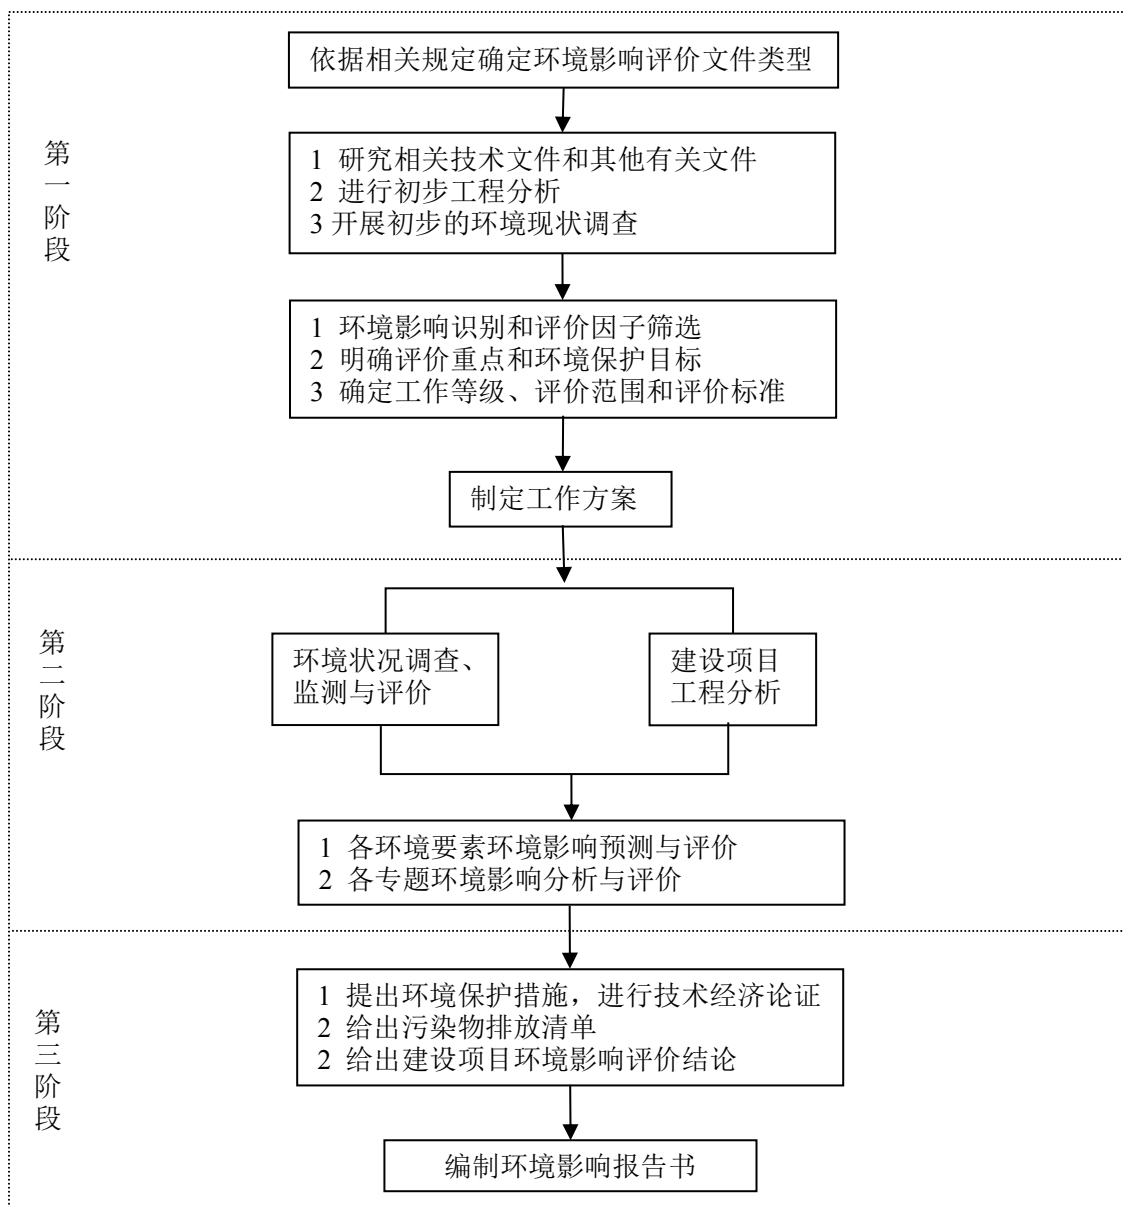 依据相关规定确定环境影响评价文件类型
第一阶段
1 研究相关技术文件和其他有关文件
2 进行初步工程分析
3 开展初步的环境现状调查
1 环境影响识别和评价因子筛选
2 明确评价重点和环境保护目标
3 确定工作等级、评价范围和评价标准
制定工作方案
第二阶段
环境状况调查、
监测与评价
建设项目
工程分析
1 各环境要素环境影响预测与评价
2 各专题环境影响分析与评价
第三阶段
1 提出环境保护措施，进行技术经济论证
2 给出污染物排放清单
2 给出建设项目环境影响评价结论
编制环境影响报告书